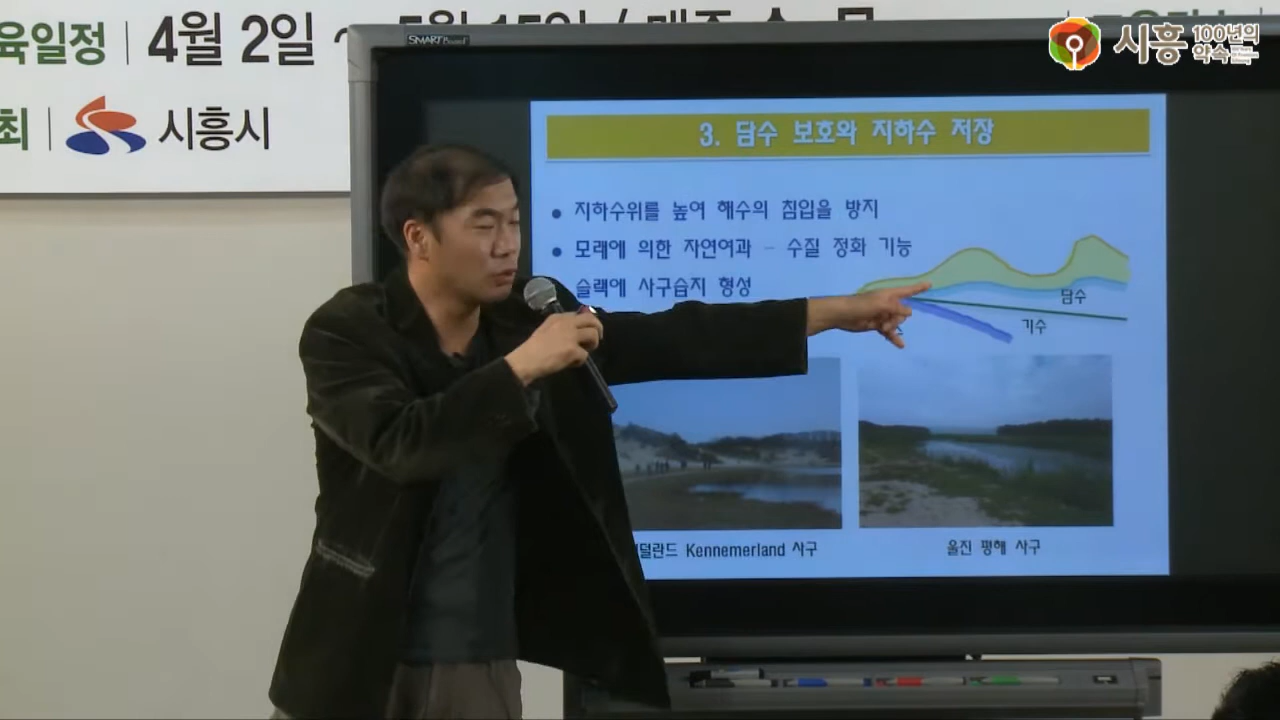 육일정 | 4월 2일 ~
최 | 시흥시
SMART Board
시흥 100년의 약속
3. 담수 보호와 지하수 저장
● 지하수위를 높여 해수의 침입을 방지
● 모래에 의한 자연여과 - 수질 정화 기능
슬랙에 사구습지 형성
담수
기수
Kennemerland 사구
울진 평해 사구